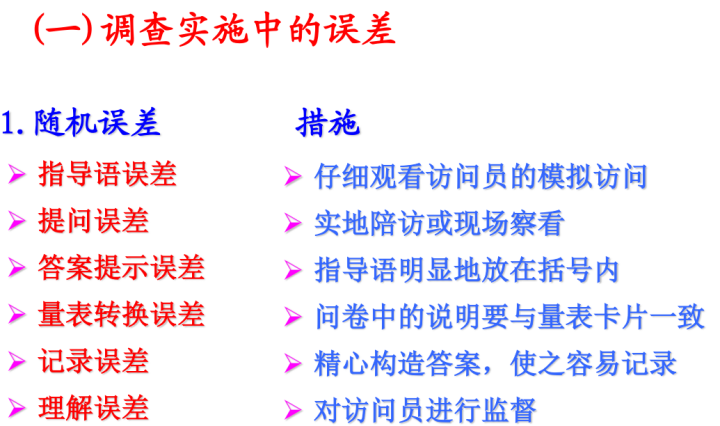 (一)调查实施中的误差
1.随机误差
指导语误差
提问误差
答案提示误差
量表转换误差
记录误差
理解误差
措施
仔细观看访问员的模拟访问
实地陪访或现场察看
指导语明显地放在括号内
问卷中的说明要与量表卡片一致
精心构造答案，使之容易记录
对访问员进行监督